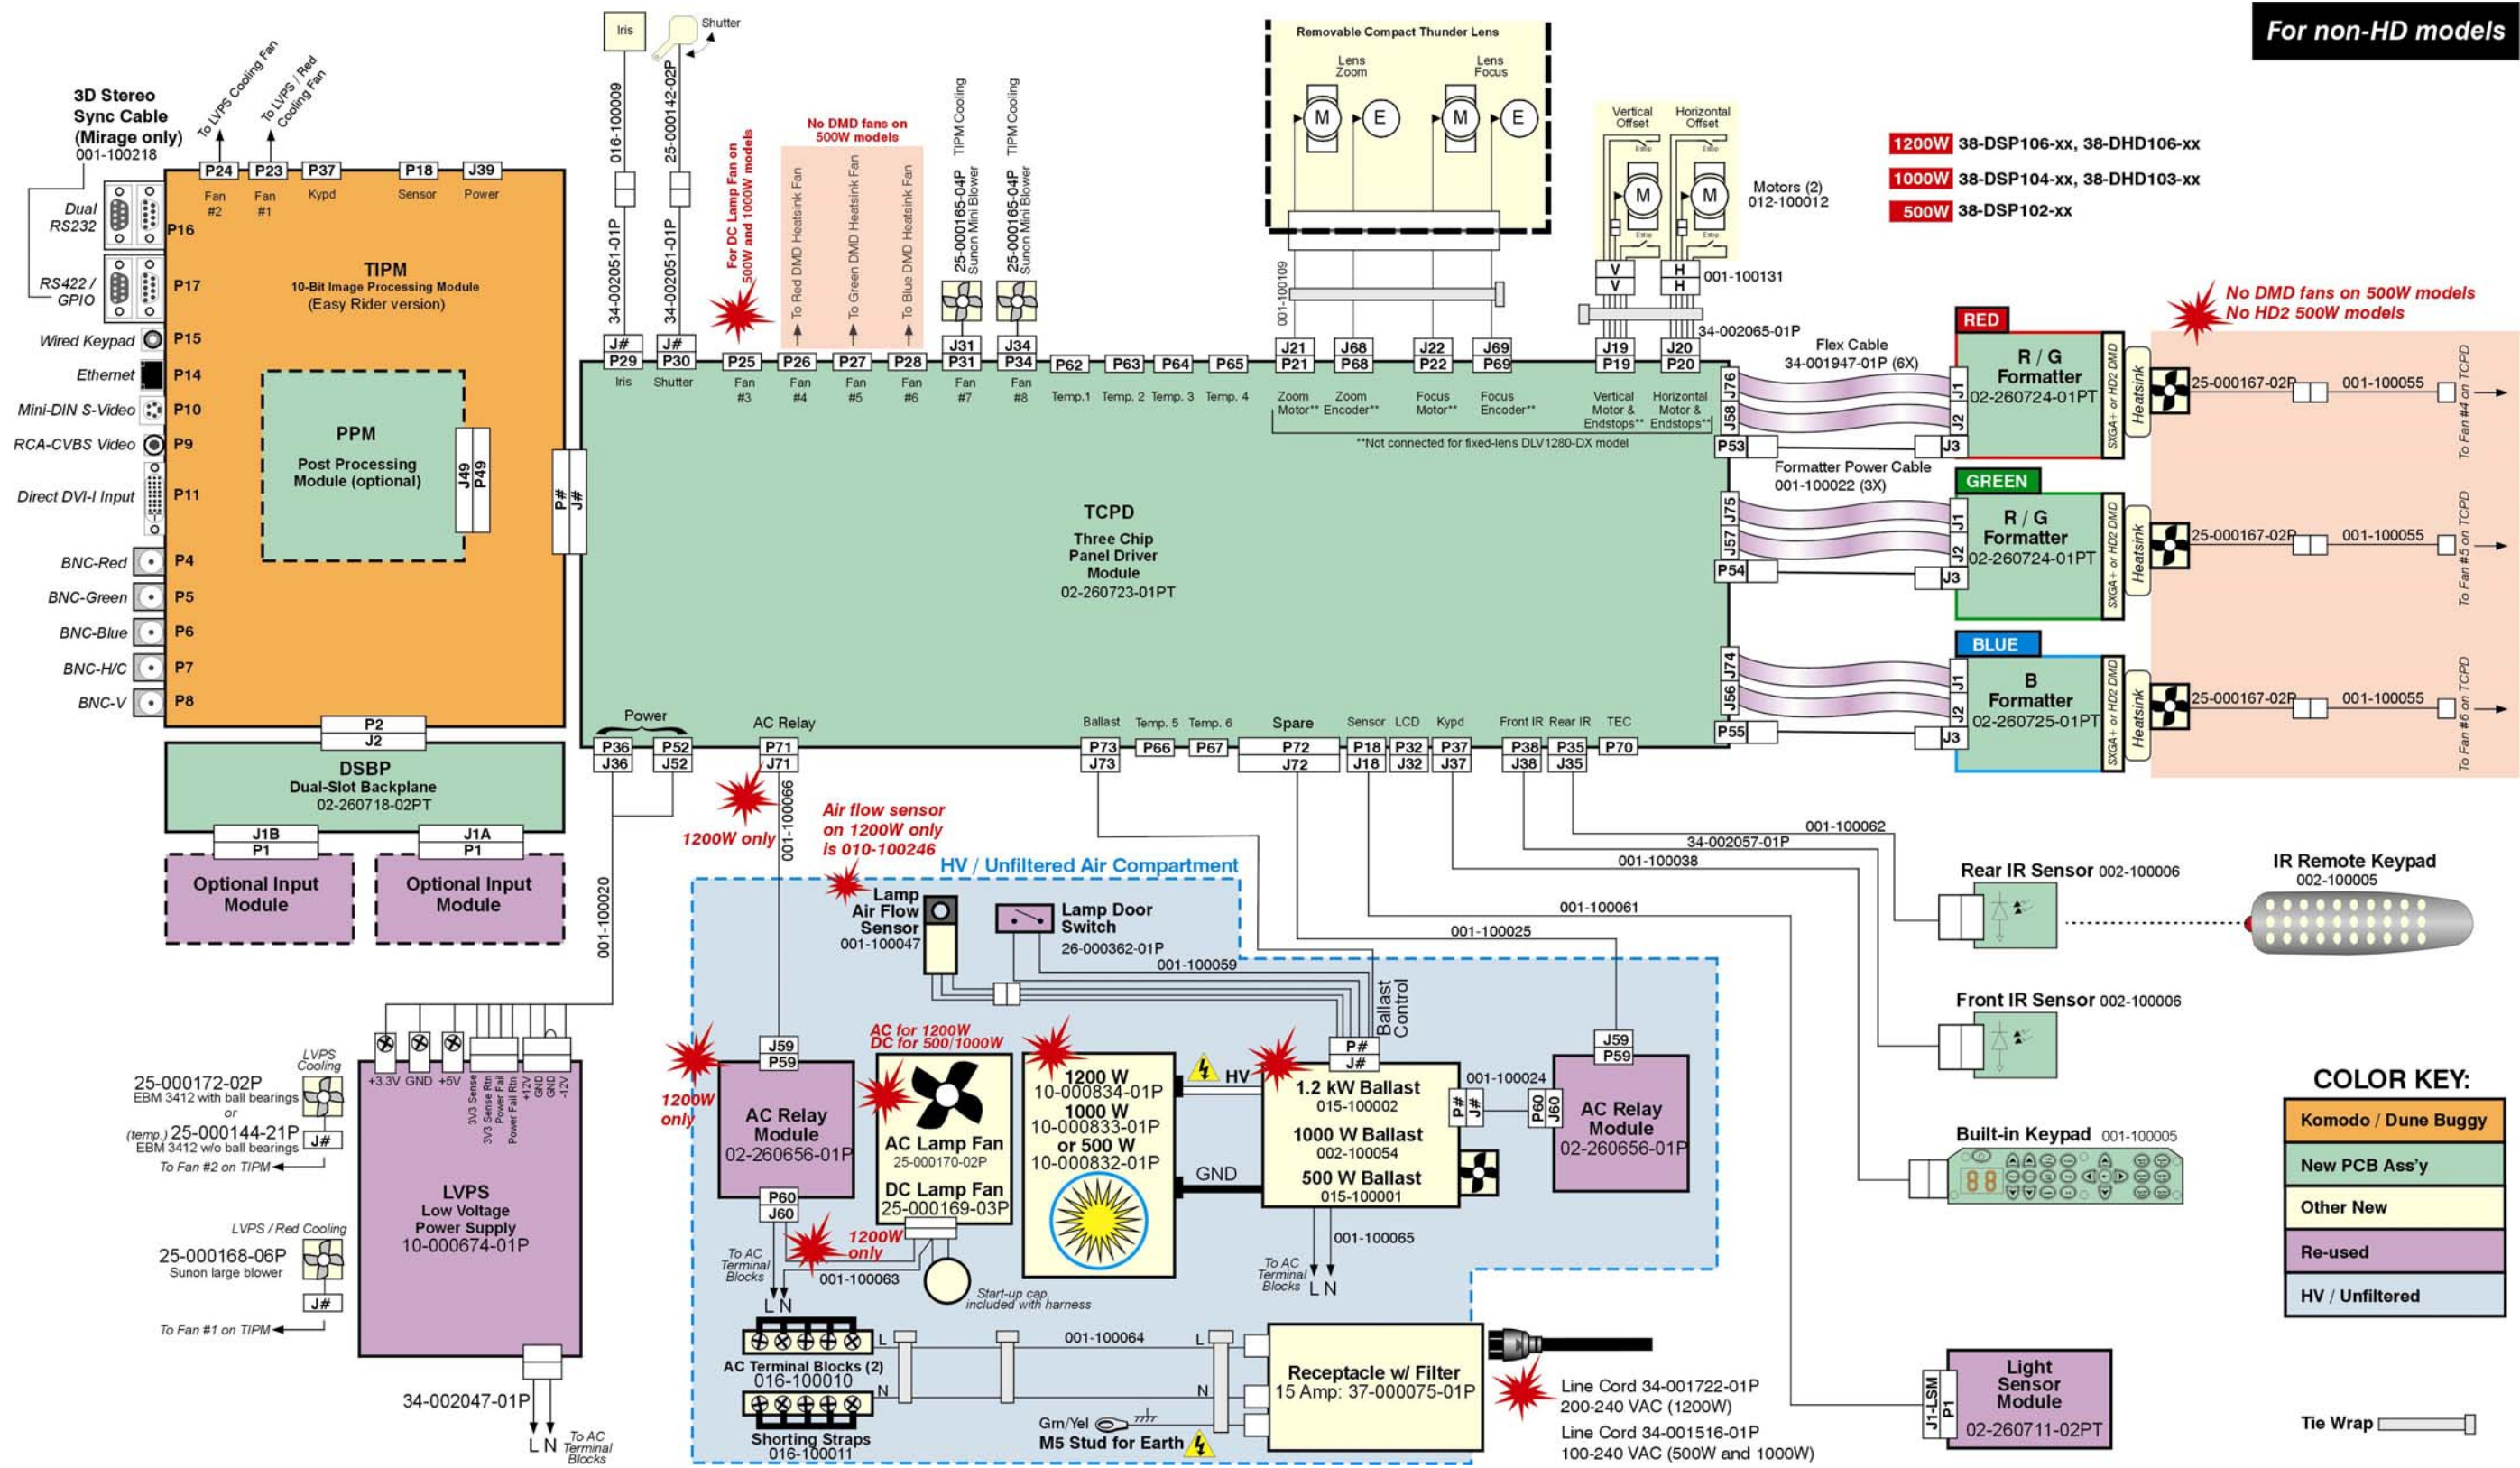 For non-HD models
3D Stereo
Sync Cable
(Mirage only)
001-100218
To LVPS Cooling Fan
To LVPS / Red
Cooling Fan
P24
P23
P37
P18
J39
Fan
#2
Fan
#1
Kypd
Sensor
Power
Dual
RS232
P16
RS422 /
GPIO
P17
Wired Keypad
P15
Ethernet
P14
Mini-DIN S-Video
P10
RCA-CVBS Video
P9
Direct DVI-I Input
P11
BNC-Red
P4
BNC-Green
P5
BNC-Blue
P6
BNC-H/C
P7
BNC-V
P8
TIPM
10-Bit Image Processing Module
(Easy Rider version)
PPM
Post Processing
Module (optional)
J49
P49
P#
J#
P2
J2
DSBP
Dual-Slot Backplane
02-260718-02PT
J1B
P1
J1A
P1
Optional Input
Module
Optional Input
Module
Iris
Shutter
016-100009
25-000142-02P
34-002051-01P
34-002051-01P
For DC Lamp Fan on
500W and 1000W models
No DMD fans on
500W models
To Red DMD Heatsink Fan
To Green DMD Heatsink Fan
To Blue DMD Heatsink Fan
25-000165-04P TIPM Cooling
Sunon Mini Blower
25-000165-04P TIPM Cooling
Sunon Mini Blower
Removable Compact Thunder Lens
Lens
Zoom
Lens
Focus
M
E
M
E
001-100109
Vertical
Offset
Horizontal
Offset
Estop
Estop
M
M
Estop
Estop
V
V
H
H
Motors (2)
012-100012
001-100131
34-002065-01P
1200W 38-DSP106-xx, 38-DHD106-xx
1000W 38-DSP104-xx, 38-DHD103-xx
500W 38-DSP102-xx
J#
P29
J#
P30
P25
P26
P27
P28
J31
P31
J34
P34
P62
P63
P64
P65
J21
P21
J68
P68
J22
P22
J69
P69
J19
P19
J20
P20
Iris
Shutter
Fan
#3
Fan
#4
Fan
#5
Fan
#6
Fan
#7
Fan
#8
Temp.1
Temp. 2
Temp. 3
Temp. 4
Zoom
Motor**
Zoom
Encoder**
Focus
Motor**
Focus
Encoder**
Vertical
Motor &
Endstops**
Horizontal
Motor &
Endstops**
**Not connected for fixed-lens DLV1280-DX model
TCPD
Three Chip
Panel Driver
Module
02-260723-01PT
J76
J58
P53
J75
J57
P54
J74
J56
P55
Flex Cable
34-001947-01P (6X)
Formatter Power Cable
001-100022 (3X)
RED
J1
J2
J3
R / G
Formatter
02-260724-01PT
SXGA+ or HD2 DMD
Heatsink
25-000167-02P
001-100055
To Fan #4 on TCPD
GREEN
J1
J2
J3
R / G
Formatter
02-260724-01PT
SXGA+ or HD2 DMD
Heatsink
25-000167-02P
001-100055
To Fan #5 on TCPD
BLUE
J1
J2
J3
B
Formatter
02-260725-01PT
SXGA+ or HD2 DMD
Heatsink
25-000167-02P
001-100055
To Fan #6 on TCPD
No DMD fans on 500W models
No HD2 500W models
Power
AC Relay
Ballast
Temp. 5
Temp. 6
Spare
Sensor
LCD
Kypd
Front IR
Rear IR
TEC
P36
J36
P52
J52
P71
J71
P73
J73
P66
P67
P72
J72
P18
J18
P32
J32
P37
J37
P38
J38
P35
J35
P70
001-100020
1200W only
001-100066
Air flow sensor
on 1200W only
is 010-100246
HV / Unfiltered Air Compartment
Lamp
Air Flow
Sensor
001-100047
Lamp Door
Switch
26-000362-01P
001-100059
001-100062
34-002057-01P
001-100038
001-100061
001-100025
Ballast
Control
Rear IR Sensor 002-100006
IR Remote Keypad
002-100005
Front IR Sensor 002-100006
Built-in Keypad 001-100005
88
LVPS
Cooling
25-000172-02P
EBM 3412 with ball bearings
or
(temp.) 25-000144-21P
EBM 3412 w/o ball bearings
J#
To Fan #2 on TIPM
LVPS / Red Cooling
25-000168-06P
Sunon large blower
J#
To Fan #1 on TIPM
+3.3V
GND
+5V
3V3 Sense
3V3 Sense Rtn
Power Fail
Power Fail Rtn
+12V
GND
GND
-12V
LVPS
Low Voltage
Power Supply
10-000674-01P
34-002047-01P
L N
To AC
Terminal
Blocks
J59
P59
1200W
only
AC Relay
Module
02-260656-01P
P60
J60
To AC
Terminal
Blocks
L N
AC for 1200W
DC for 500/1000W
AC Lamp Fan
25-000170-02P
DC Lamp Fan
25-000169-03P
1200W
only
001-100063
Start-up cap.
included with harness
1200 W
10-000834-01P
1000 W
10-000833-01P
or 500 W
10-000832-01P
HV
GND
P#
J#
1.2 kW Ballast
015-100002
1000 W Ballast
002-100054
500 W Ballast
015-100001
001-100065
To AC
Terminal
Blocks
L N
P#
J#
001-100024
P60
J60
J59
P59
AC Relay
Module
02-260656-01P
AC Terminal Blocks (2)
016-100010
Shorting Straps
016-100011
L
001-100064
L
N
N
Grn/Yel
M5 Stud for Earth
Receptacle w/ Filter
15 Amp: 37-000075-01P
Line Cord 34-001722-01P
200-240 VAC (1200W)
Line Cord 34-001516-01P
100-240 VAC (500W and 1000W)
J1-LSM
P1
Light
Sensor
Module
02-260711-02PT
COLOR KEY:
Komodo / Dune Buggy
New PCB Ass'y
Other New
Re-used
HV / Unfiltered
Tie Wrap